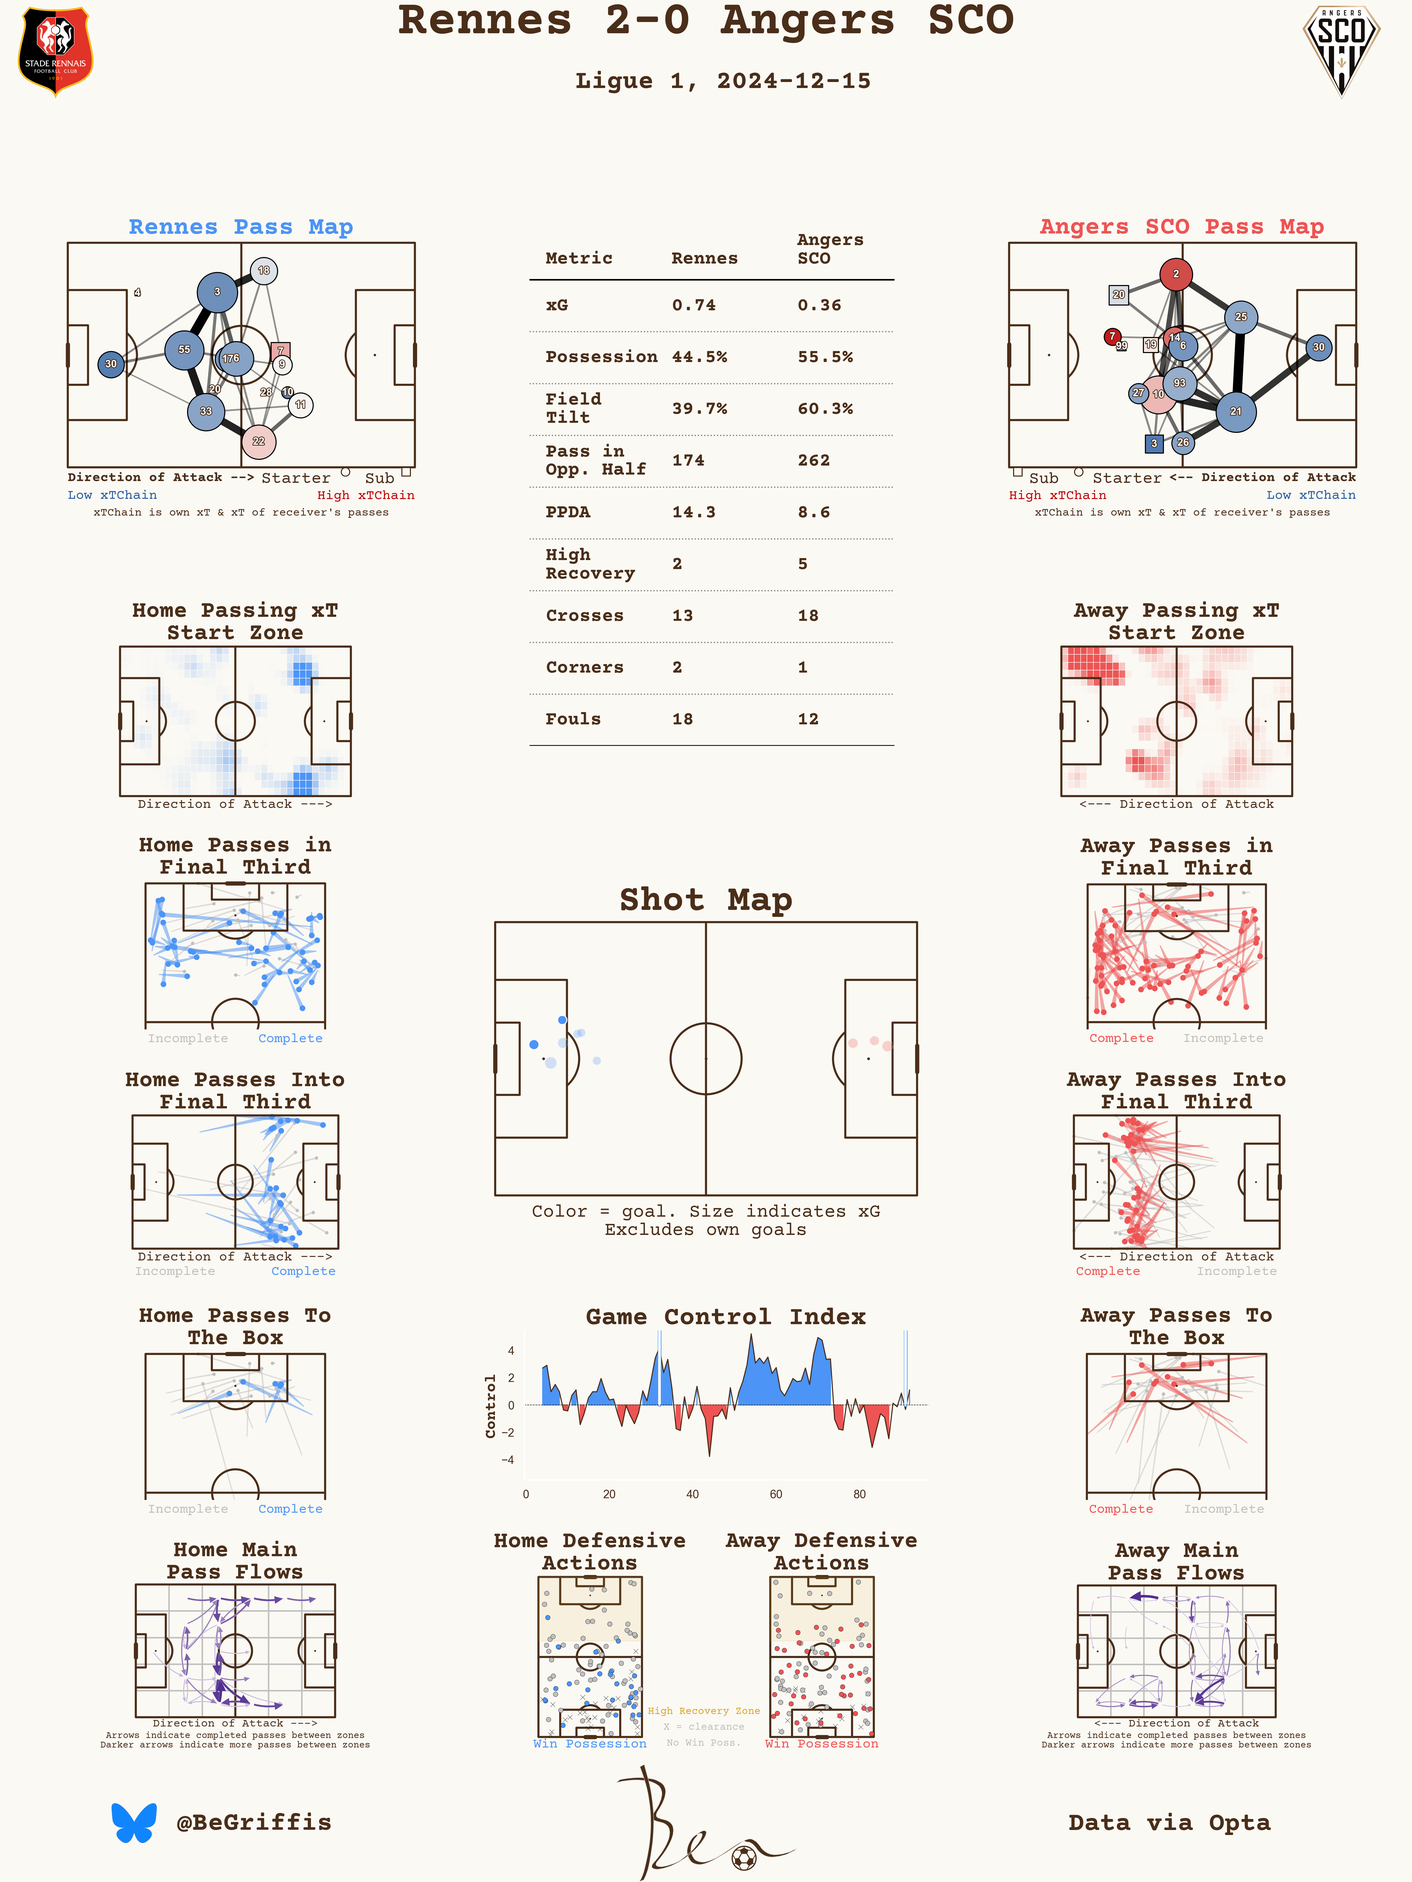 Rennes 2-0 Angers SCO
Ligue 1, 2024-12-15
STADE RENNAIS
FOOTBALL CLUB
1901
ANGERS
SCO
Rennes Pass Map
4
18
3
55
30
17
6
7
9
20
28
10
11
33
22
Direction of Attack --> Starter Sub
Low xTChain High xTChain
xTChain is own xT & xT of receiver's passes
Metric Rennes Angers SCO
xG 0.74 0.36
Possession 44.5% 55.5%
Field Tilt 39.7% 60.3%
Pass in Opp. Half 174 262
PPDA 14.3 8.6
High Recovery 2 5
Crosses 13 18
Corners 2 1
Fouls 18 12
Angers SCO Pass Map
2
20
25
7
99
19
14
6
30
27
10
93
21
3
26
Sub Starter <-- Direction of Attack
High xTChain Low xTChain
xTChain is own xT & xT of receiver's passes
Home Passing xT
Start Zone
Direction of Attack --->
Away Passing xT
Start Zone
<--- Direction of Attack
Home Passes in
Final Third
Incomplete Complete
Away Passes in
Final Third
Complete Incomplete
Shot Map
Color = goal. Size indicates xG
Excludes own goals
Home Passes Into
Final Third
Direction of Attack --->
Incomplete Complete
Away Passes Into
Final Third
<--- Direction of Attack
Complete Incomplete
Home Passes To
The Box
Incomplete Complete
Game Control Index
Control
4
2
0
−2
−4
0 20 40 60 80
Away Passes To
The Box
Complete Incomplete
Home Main
Pass Flows
Direction of Attack --->
Arrows indicate completed passes between zones
Darker arrows indicate more passes between zones
Home Defensive
Actions
Win Possession
Away Defensive
Actions
Win Possession
High Recovery Zone
X = clearance
No Win Poss.
Away Main
Pass Flows
<--- Direction of Attack
Arrows indicate completed passes between zones
Darker arrows indicate more passes between zones
@BeGriffis
Ben
Data via Opta